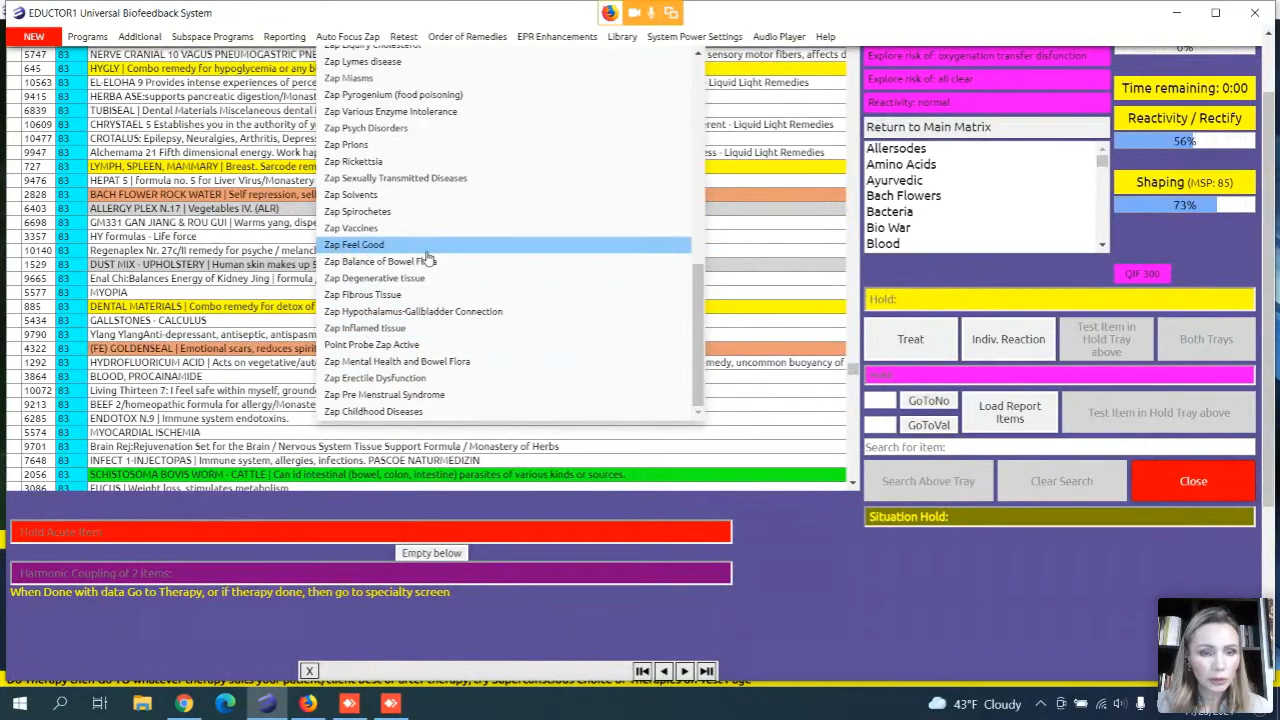 EDUCTOR1 Universal Biofeedback System
NEW Programs Additional Suspense Programs Reporting Auto Focus Zap Retest Order of Remedies EPR Enhancements Library System Power Settings Audio Player Help
5747 83 NERVE CRANIAL 10 VAGUS PNEUMOGASTRIC
sensory motor fibers, affects d
645 83 HYGLY | Combo remedy for hypoglycemia or any bl
10563 83 EL-ELOHA 9 Provides intense experiences of perce
- Liquid Light Remedies
9415 83 HERBA ASE:supports pancreatic digestion/Monast
6839 83 TUBISEAL | Dental Materials Miscelaneous dental i
10609 83 CHRYSTAEL 5 Establishes you in the authority of y
erent - Liquid Light Remedies
10477 83 CROTALUS: Epilepsy, Neuralgies, Arthritis, Depres
9947 83 Alchemama 21 Fifth dimensional energy. Work hap
ess - Liquid Light Remedies
727 83 LYMPH, SPLEEN, MAMMARY | Breast. Sarcode rem
9476 83 HEPAT 5 | formula no. 5 for Liver Virus/Monastery
2828 83 BACH FLOWER ROCK WATER | Self repression, sel
6403 83 ALLERGY PLEX N.17 | Vegetables IV. (ALR)
6698 83 GM331 GAN JIANG & ROU GUI | Warms yang, disper
3357 83 HY formulas - Life force
10140 83 Regenaplex Nr. 27c/II remedy for psyche / melanc
1529 83 DUST MIX - UPHOLSTERY | Human skin makes up 5
9665 83 Enal Chi:Balances Energy of Kidney Jing | formula
5577 83 MYOPIA
885 83 DENTAL MATERIALS | Combo remedy for detox of
5434 83 GALLSTONES - CALCULUS
9790 83 Ylang YlangAnti-depressant, antiseptic, antispasm
4322 83 (FE) GOLDENSEAL | Emotional scars, reduces spirit
1292 83 HYDROFLUORICUM ACID | Acts on vegetative/auto
medy, uncommon buoyancy of
3864 83 BLOOD, PROCAINAMIDE
10072 83 Living Thirteen 7: I feel safe within myself, ground
9213 83 BEEF 2/homeopathic formula for allergy/Monaste
6285 83 ENDOTOX N.9 | Immune system endotoxins.
5574 83 MYOCARDIAL ISCHEMIA
9701 83 Brain Rej:Rejuvenation Set for the Brain / Nervous System Tissue Support Formula / Monastery of Herbs
7648 83 INFECT 1-INJECTOPAS | Immune system, allergies, infections. PASCOE NATURMEDIZIN
2056 83 SCHISTOSOMA BOVIS WORM - CATTLE | Can id intestinal (bowel, colon, intestine) parasites of various kinds or sources.
3086 83 FUCUS | Weight loss, stimulates metabolism
Zap Lymes disease
Zap Miasms
Zap Pyrogenium (food poisoning)
Zap Various Enzyme Intolerance
Zap Psych Disorders
Zap Prions
Zap Rickettsia
Zap Sexually Transmitted Diseases
Zap Solvents
Zap Spirochetes
Zap Vaccines
Zap Feel Good
Zap Balance of Bowel
Zap Degenerative tissue
Zap Fibrous Tissue
Zap Hypothalamus-Gallbladder Connection
Zap Inflamed tissue
Point Probe Zap Active
Zap Mental Health and Bowel Flora
Zap Erectile Dysfunction
Zap Pre Menstrual Syndrome
Zap Childhood Diseases
Explore risk of: oxygenation transfer disfunction
Explore risk of: all clear
Reactivity: normal
Return to Main Matrix
Allersodes
Amino Acids
Ayurvedic
Bach Flowers
Bacteria
Bio War
Blood
0%
Time remaining: 0:00
Reactivity / Rectify
56%
Shaping (MSP: 85)
73%
QIF 300
Hold:
Treat Indiv. Reaction Test Item in Hold Tray above Both Trays
GoToNo
GoToVal
Load Report Items
Test Item in Hold Tray above
Search for item:
Search Above Tray Clear Search Close
Situation Hold:
Hold Acute Item
Empty below
Harmonic Coupling of 2 items:
When Done with data Go to Therapy, or if therapy done, then go to specialty screen
X
43°F Cloudy